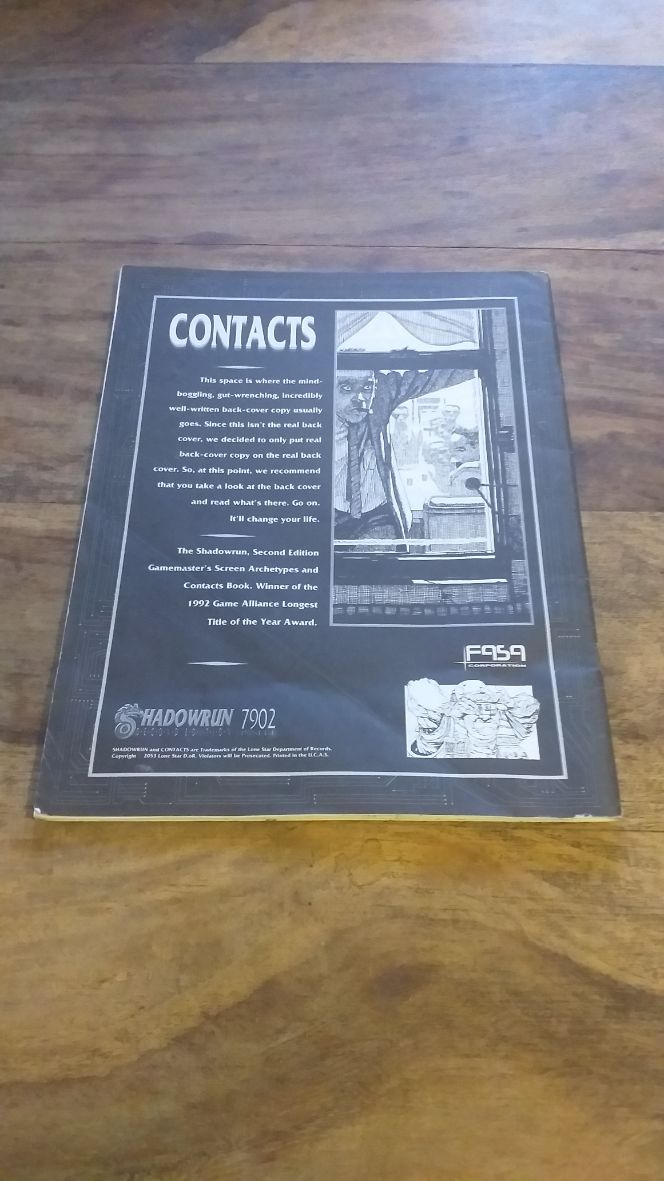 CONTACTS
This space is where the mind-
boggling, gut-wrenching, incredibly
well-written back-cover copy usually
goes. Since this isn't the real back
cover, we decided to only put real
back-cover copy on the real back
cover. So, at this point, we recommend
that you take a look at the back cover
and read what's there. Go on.
It'll change your life.
The Shadowrun, Second Edition
Gamemaster's Screen Archetypes and
Contacts Book. Winner of the
1992 Game Alliance Longest
Title of the Year Award.
FASA
CORPORATION
SHADOWRUN 7902
SECOND EDITION
SHADOWRUN and CONTACTS are Trademarks of the Lone Star Department of Records.
Copyright 2053 Lone Star D.oR. Violators will be Prosecuted. Printed in the U.C.A.S.